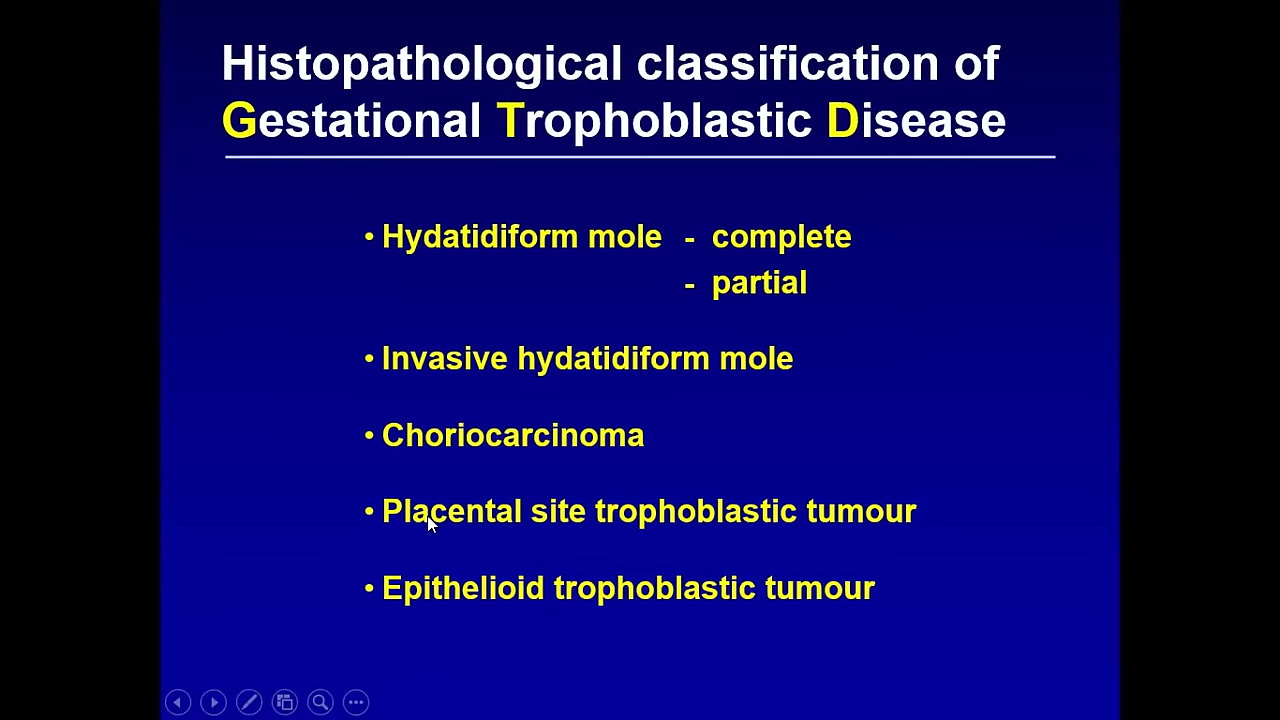 Histopathological classification of
Gestational Trophoblastic Disease
• Hydatidiform mole - complete
- partial
• Invasive hydatidiform mole
• Choriocarcinoma
• Placental site trophoblastic tumour
• Epithelioid trophoblastic tumour